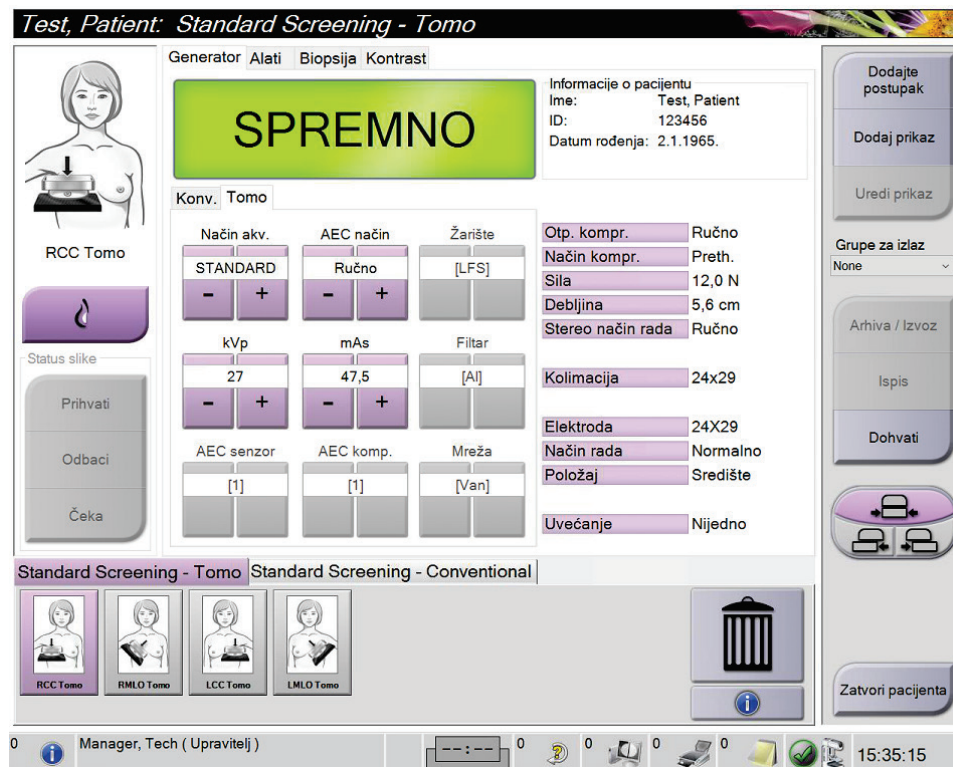 Test, Patient: Standard Screening - Tomo
Generator Alati Biopsija Kontrast
SPREMNO
Informacije o pacijentu
Ime: Test, Patient
ID: 123456
Datum rođenja: 2.1.1965.
RCC Tomo
Status slike
Prihvati
Odbaci
Čeka
Konv. Tomo
Način akv. AEC način Žarište
STANDARD Ručno [LFS]
- + - +
kVp mAs Filtar
27 47,5 [Al]
- + - +
AEC senzor AEC komp. Mreža
[1] [1] [Van]
Otp. kompr. Ručno
Način kompr. Preth.
Sila 12,0 N
Debljina 5,6 cm
Stereo način rada Ručno
Kolimacija 24x29
Elektroda 24X29
Način rada Normalno
Položaj Središte
Uvećanje Nijedno
Dodajte
postupak
Dodaj prikaz
Uredi prikaz
Grupe za izlaz
None
Arhiva / Izvoz
Ispis
Dohvati
Zatvori pacijenta
Standard Screening - Tomo Standard Screening - Conventional
RCC Tomo RMLO Tomo LCC Tomo LMLO Tomo
0 Manager, Tech ( Upravitelj ) --:-- 0 0 0 0 15:35:15